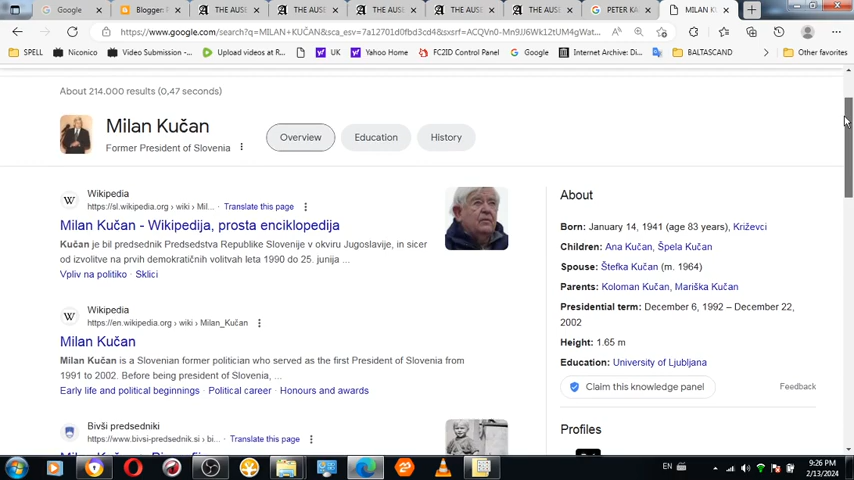 Google
Blogger: P
THE AUSE
THE AUSE
THE AUSE
THE AUSE
THE AUSE
PETER KA
MILAN KU
https://www.google.com/search?q=MILAN+KUČAN&sca_esv=7a12701d0fbd3cd4&sxsrf=ACQVn0-Mn9JJ6Wk12tUM4gWat...
SPELL
Niconico
Video Submission -...
Upload videos at R...
UK
Yahoo Home
FC2ID Control Panel
Google
Internet Archive: Di...
BALTASCAND
Other favorites
About 214.000 results (0,47 seconds)
Milan Kučan
Former President of Slovenia
Overview
Education
History
Wikipedia
https://sl.wikipedia.org › wiki › Mil... · Translate this page
Milan Kučan - Wikipedija, prosta enciklopedija
Kučan je bil predsednik Predsedstva Republike Slovenije v okviru Jugoslavije, in sicer
od izvolitve na prvih demokratičnih volitvah leta 1990 do 25. junija ...
Vpliv na politiko · Sklici
Wikipedia
https://en.wikipedia.org › wiki › Milan_Kučan
Milan Kučan
Milan Kučan is a Slovenian former politician who served as the first President of Slovenia from
1991 to 2002. Before being president of Slovenia, ...
Early life and political beginnings · Political career · Honours and awards
Bivši predsedniki
https://www.bivsi-predsednik.si › bi... · Translate this page
About
Born: January 14, 1941 (age 83 years), Križevci
Children: Ana Kučan, Špela Kučan
Spouse: Štefka Kučan (m. 1964)
Parents: Koloman Kučan, Mariška Kučan
Presidential term: December 6, 1992 – December 22,
2002
Height: 1.65 m
Education: University of Ljubljana
Claim this knowledge panel
Feedback
Profiles
EN
9:26 PM
2/13/2024